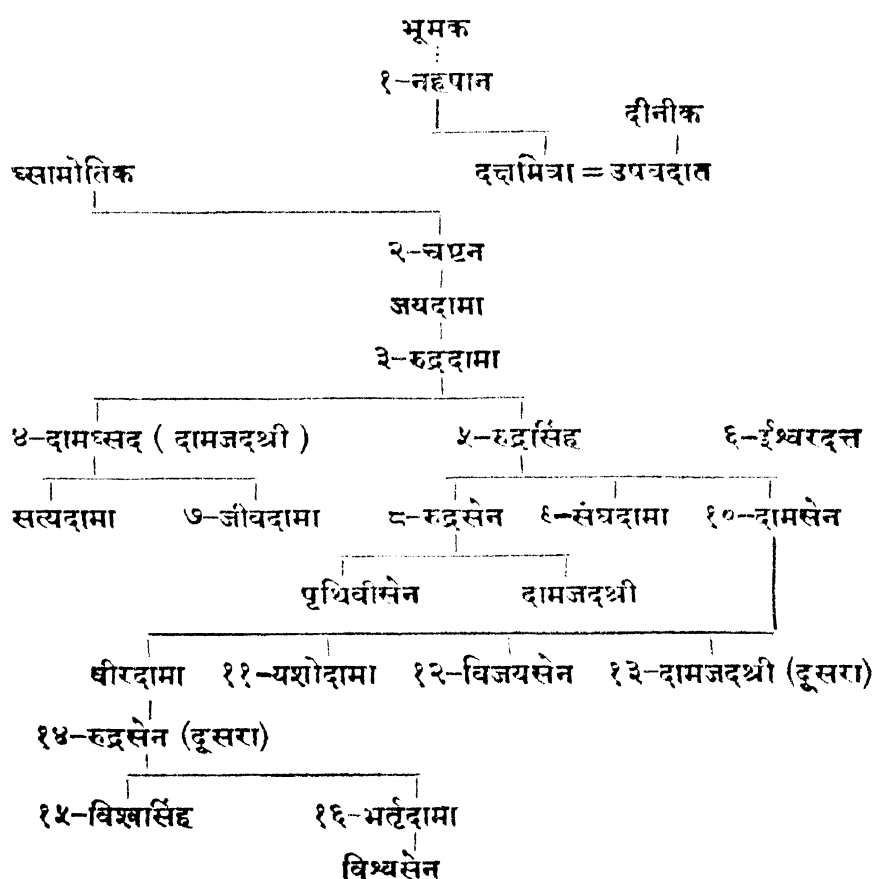 भूमक
१-नहपान
दीनीक
घ्सामोतिक दक्षमित्रा = उषवदात
२-चष्टन
जयदामा
३-रुद्रदामा
४-दामघ्सद ( दामजदश्री ) ५-रुद्रसिंह ६-ईश्वरदत्त
सत्यदामा ७-जीवदामा ८-रुद्रसेन ९-संघदामा १०-दामसेन
पृथिवीसेन दामजदश्री
वीरदामा ११-यशोदामा १२-विजयसेन १३-दामजदश्री (दूसरा)
१४-रुद्रसेन (दूसरा)
१५-विश्वसिंह १६-भर्तृदामा
विश्वसेन